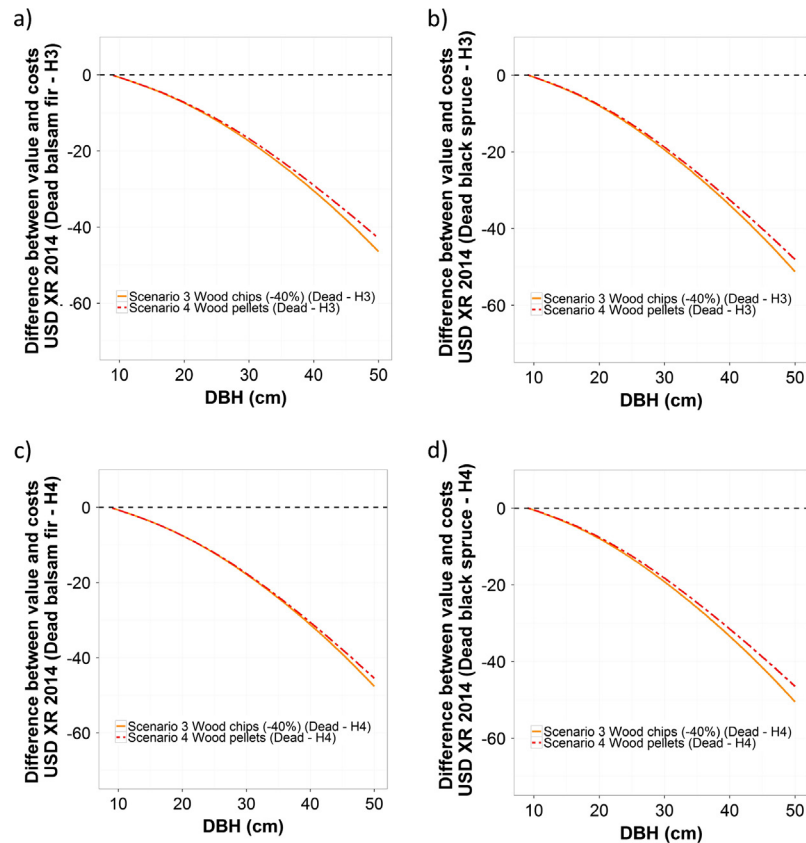 a)
Difference between value and costs
USD XR 2014 (Dead balsam fir - H3)
0
-20
-40
-60
Scenario 3 Wood chips (-40%) (Dead - H3)
Scenario 4 Wood pellets (Dead - H3)
10 20 30 40 50
DBH (cm)
b)
Difference between value and costs
USD XR 2014 (Dead black spruce - H3)
0
-20
-40
-60
Scenario 3 Wood chips (-40%) (Dead - H3)
Scenario 4 Wood pellets (Dead - H3)
10 20 30 40 50
DBH (cm)
c)
Difference between value and costs
USD XR 2014 (Dead balsam fir - H4)
0
-20
-40
-60
Scenario 3 Wood chips (-40%) (Dead - H4)
Scenario 4 Wood pellets (Dead - H4)
10 20 30 40 50
DBH (cm)
d)
Difference between value and costs
USD XR 2014 (Dead black spruce - H4)
0
-20
-40
-60
Scenario 3 Wood chips (-40%) (Dead - H4)
Scenario 4 Wood pellets (Dead - H4)
10 20 30 40 50
DBH (cm)